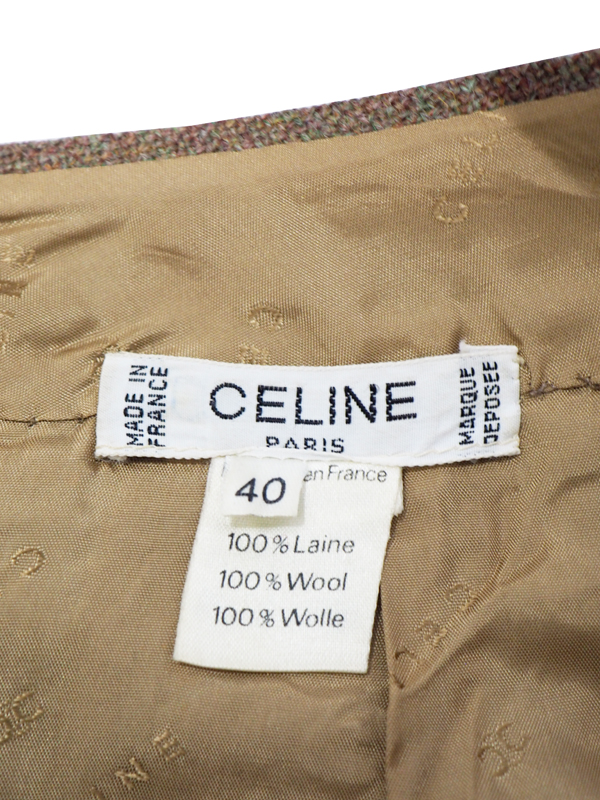 MADE IN
FRANCE
CELINE
PARIS
MARQUE
DEPOSEE
en France
40
100% Laine
100% Wool
100% Wolle